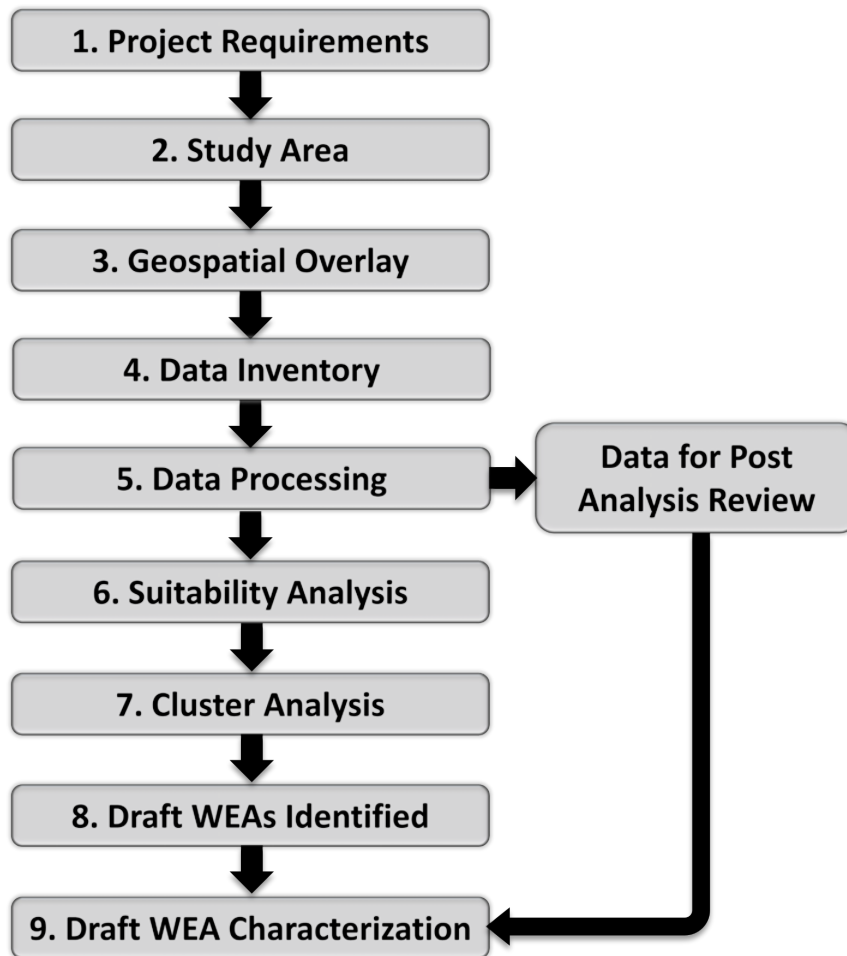 1. Project Requirements
2. Study Area
3. Geospatial Overlay
4. Data Inventory
5. Data Processing
Data for Post
Analysis Review
6. Suitability Analysis
7. Cluster Analysis
8. Draft WEAs Identified
9. Draft WEA Characterization